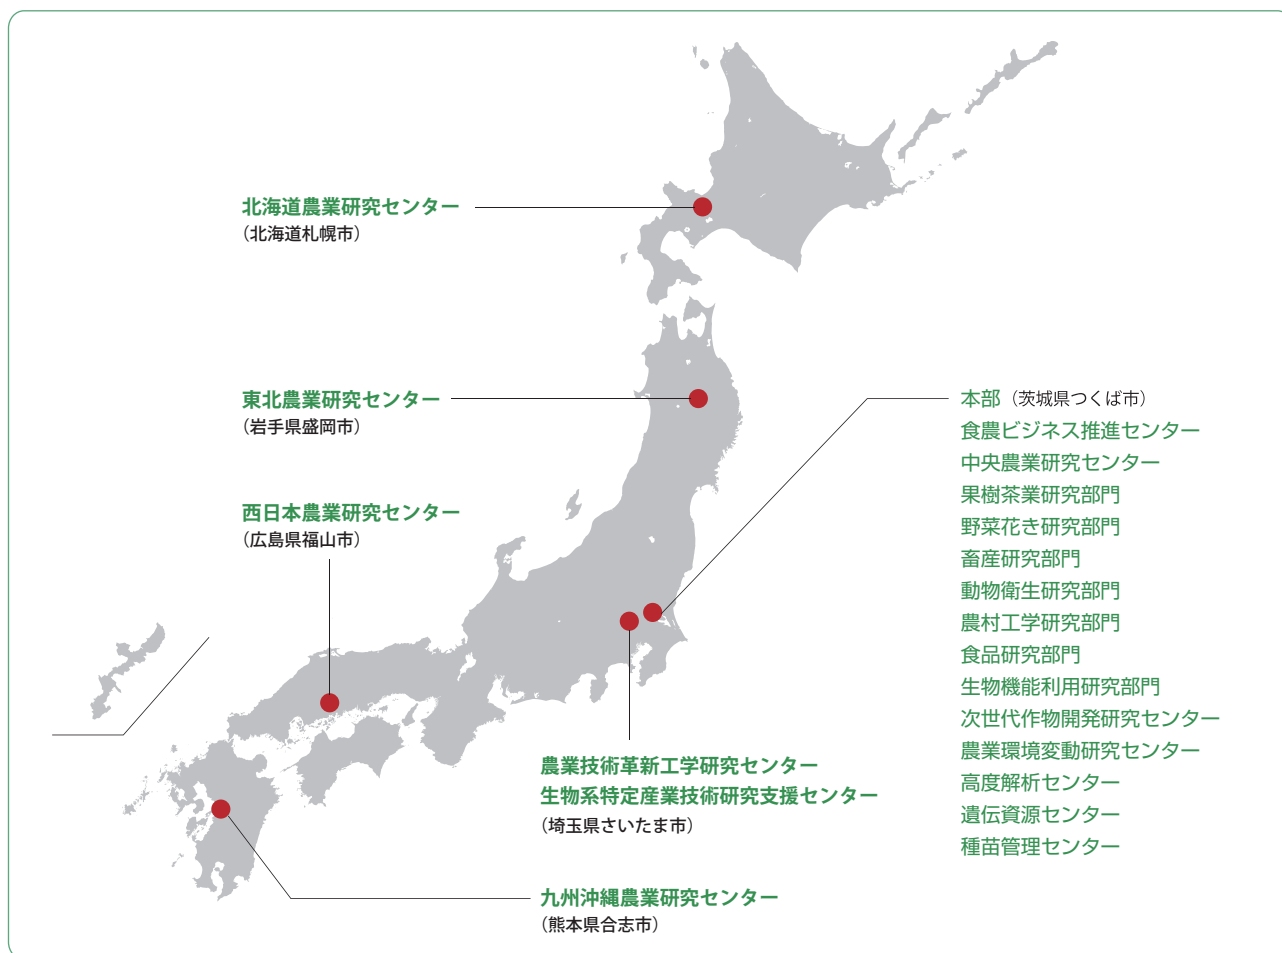 北海道農業研究センター
（北海道札幌市）
東北農業研究センター
（岩手県盛岡市）
西日本農業研究センター
（広島県福山市）
農業技術革新工学研究センター
生物系特定産業技術研究支援センター
（埼玉県さいたま市）
九州沖縄農業研究センター
（熊本県合志市）
本部（茨城県つくば市）
食農ビジネス推進センター
中央農業研究センター
果樹茶業研究部門
野菜花き研究部門
畜産研究部門
動物衛生研究部門
農村工学研究部門
食品研究部門
生物機能利用研究部門
次世代作物開発研究センター
農業環境変動研究センター
高度解析センター
遺伝資源センター
種苗管理センター